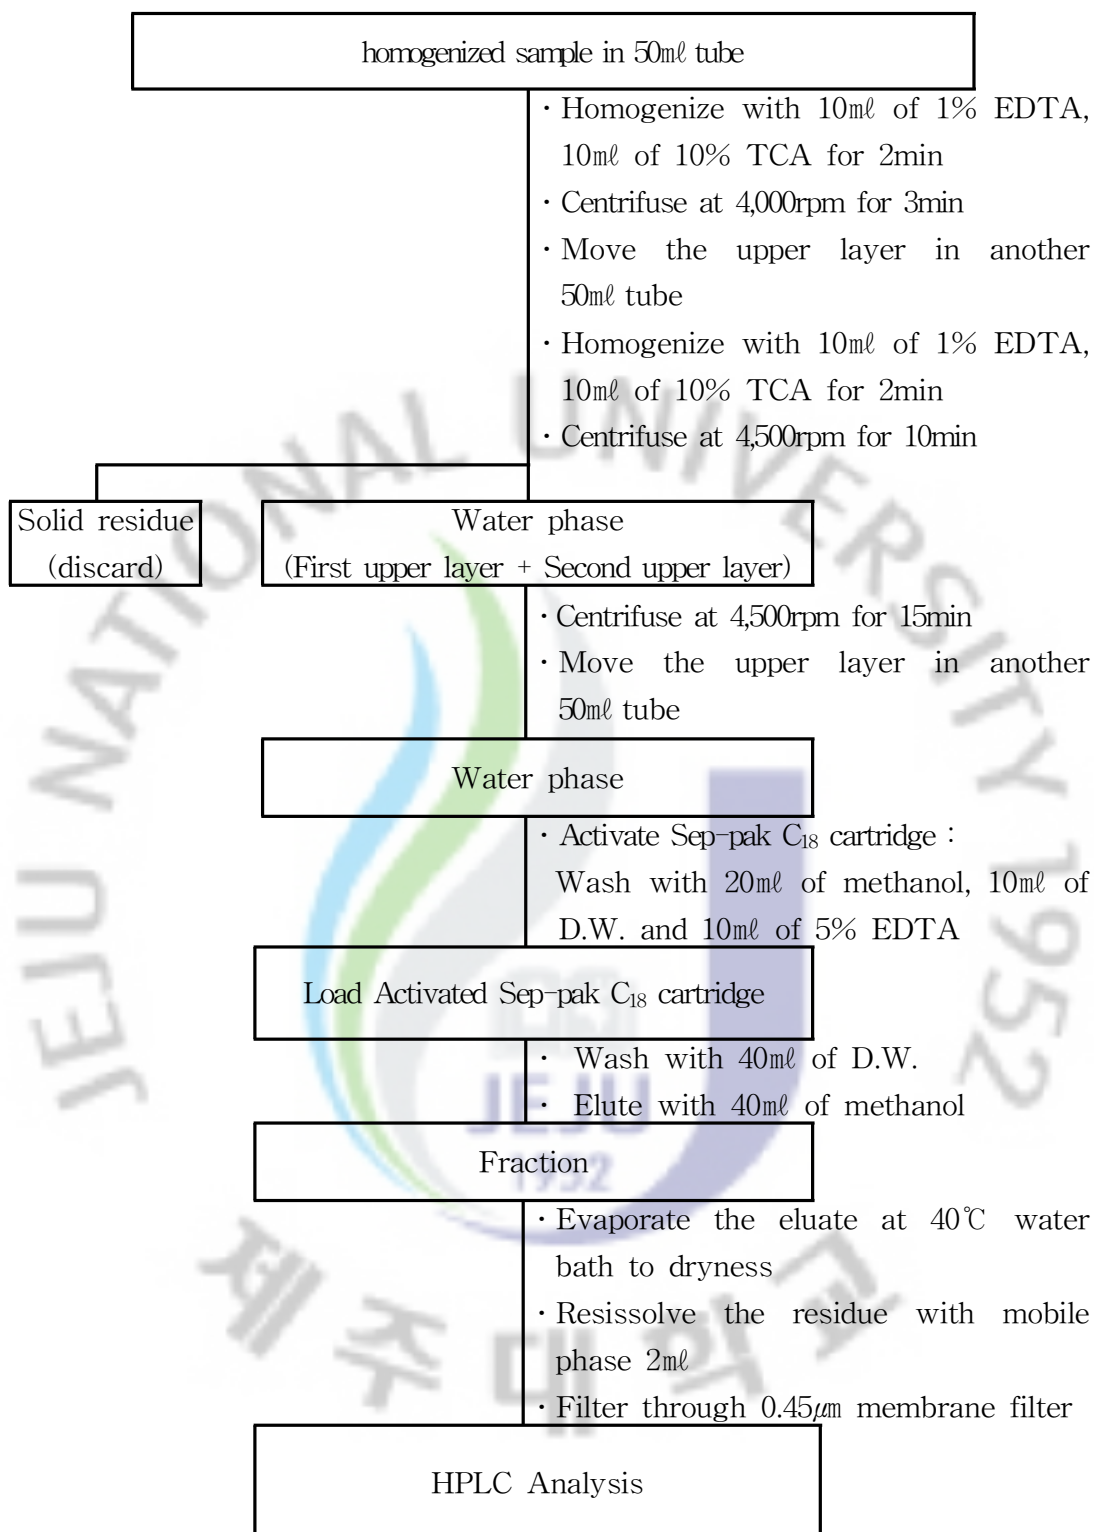 homogenized sample in 50㎖ tube
· Homogenize with 10㎖ of 1% EDTA,
10㎖ of 10% TCA for 2min
· Centrifuse at 4,000rpm for 3min
· Move the upper layer in another
50㎖ tube
· Homogenize with 10㎖ of 1% EDTA,
10㎖ of 10% TCA for 2min
· Centrifuse at 4,500rpm for 10min
Solid residue
(discard)
Water phase
(First upper layer + Second upper layer)
· Centrifuse at 4,500rpm for 15min
· Move the upper layer in another
50㎖ tube
Water phase
· Activate Sep-pak C₁₈ cartridge :
Wash with 20㎖ of methanol, 10㎖ of
D.W. and 10㎖ of 5% EDTA
Load Activated Sep-pak C₁₈ cartridge
· Wash with 40㎖ of D.W.
· Elute with 40㎖ of methanol
Fraction
· Evaporate the eluate at 40℃ water
bath to dryness
· Resissolve the residue with mobile
phase 2㎖
· Filter through 0.45㎛ membrane filter
HPLC Analysis
JEJU NATIONAL UNIVERSITY 1952
JEJU
1952
제주대학교